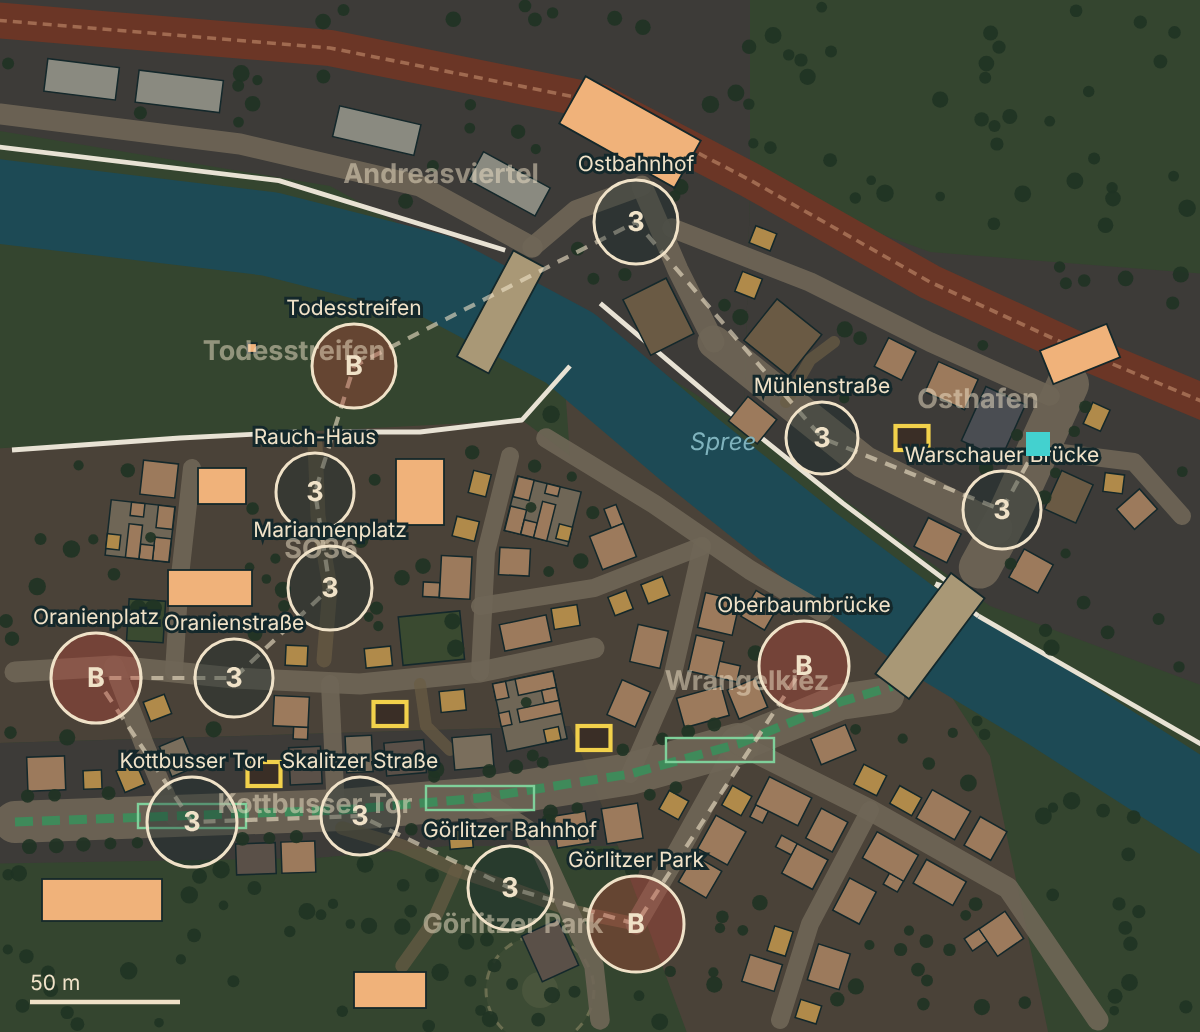 Ostbahnhof
Andreasviertel
3
Todesstreifen
Todesstreifen
B
Mühlenstraße
Osthafen
3
Spree
Warschauer Brücke
3
Rauch-Haus
3
Mariannenplatz
SO36
3
Oranienplatz
Oranienstraße
B
3
Oberbaumbrücke
B
Wrangelkiez
Kottbusser Tor
Skalitzer Straße
Kottbusser Tor
3
3
Görlitzer Bahnhof
3
Görlitzer Park
Görlitzer Park
B
50 m